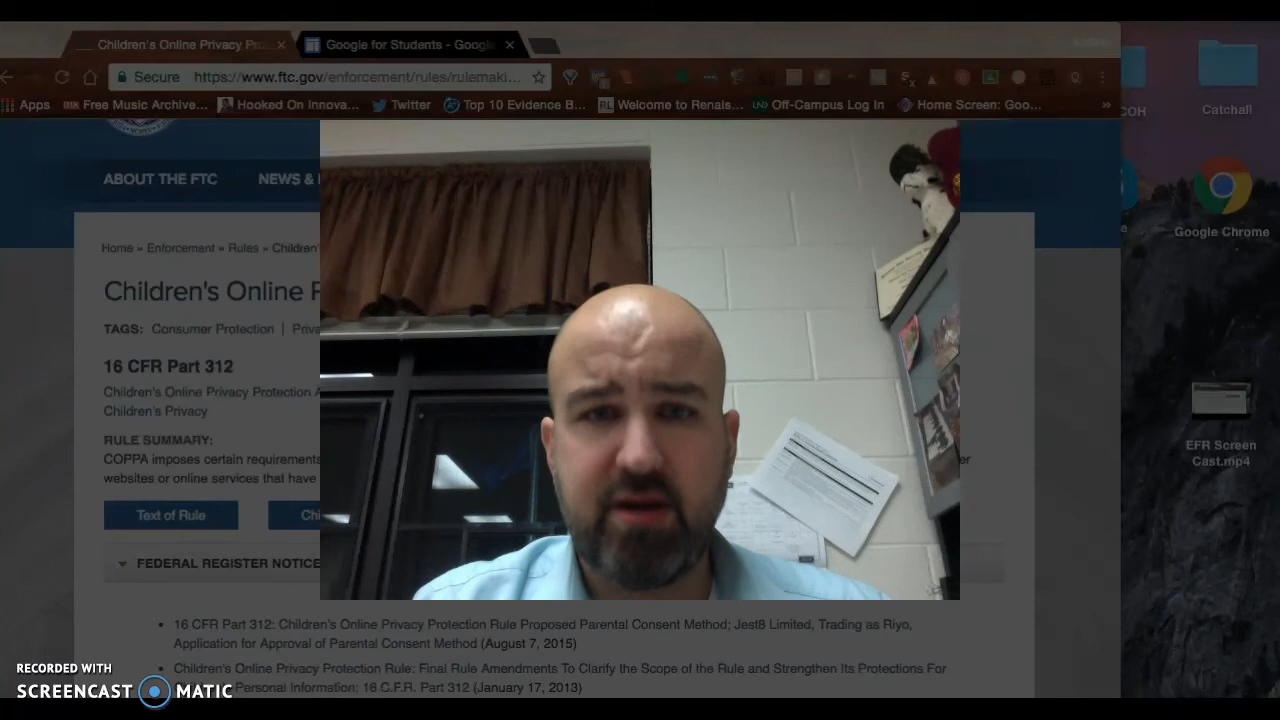 Children's Online Privacy Pro
Google for Students - Google
Secure
https://www.ftc.gov/enforcement/rules/rulemaki...
Apps
Free Music Archive...
Hooked On Innova...
Twitter
Top 10 Evidence B...
Welcome to Renais...
Off-Campus Log In
Home Screen: Goo...
»
COH
Catchall
Google Chrome
EFR Screen
Cast.mp4
ABOUT THE FTC
NEWS &
Home » Enforcement » Rules » Children'
Children's Online P
TAGS: Consumer Protection | Priva
16 CFR Part 312
Children's Online Privacy Protection A
Children's Privacy
RULE SUMMARY:
COPPA imposes certain requirements
websites or online services that have
Text of Rule
Chi
FEDERAL REGISTER NOTICE
• 16 CFR Part 312: Children's Online Privacy Protection Rule Proposed Parental Consent Method; Jest8 Limited, Trading as Riyo,
Application for Approval of Parental Consent Method (August 7, 2015)
• Children's Online Privacy Protection Rule: Final Rule Amendments To Clarify the Scope of the Rule and Strengthen Its Protections For
Personal Information; 16 C.F.R. Part 312 (January 17, 2013)
RECORDED WITH
SCREENCAST MATIC